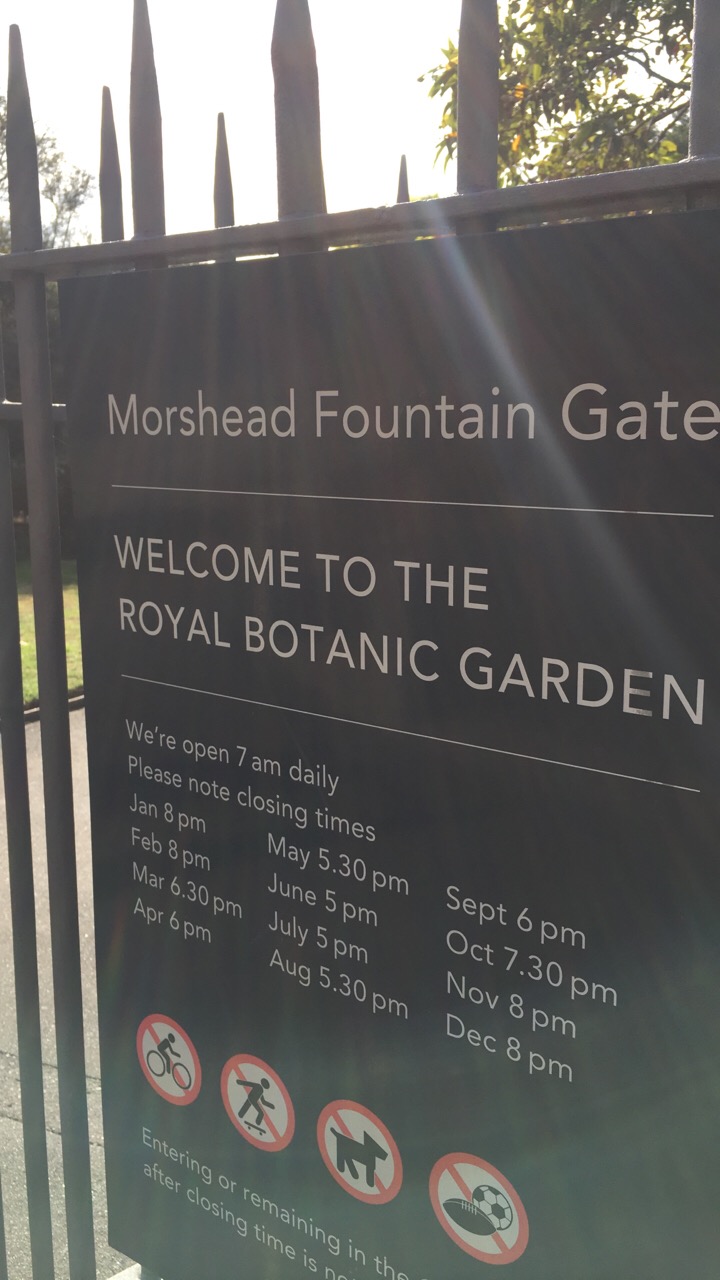 Morshead Fountain Gate
WELCOME TO THE
ROYAL BOTANIC GARDEN
We're open 7 am daily
Please note closing times
Jan 8 pm
Feb 8 pm
Mar 6.30 pm
Apr 6 pm
May 5.30 pm
June 5 pm
July 5 pm
Aug 5.30 pm
Sept 6 pm
Oct 7.30 pm
Nov 8 pm
Dec 8 pm
Entering or remaining in the
after closing time is